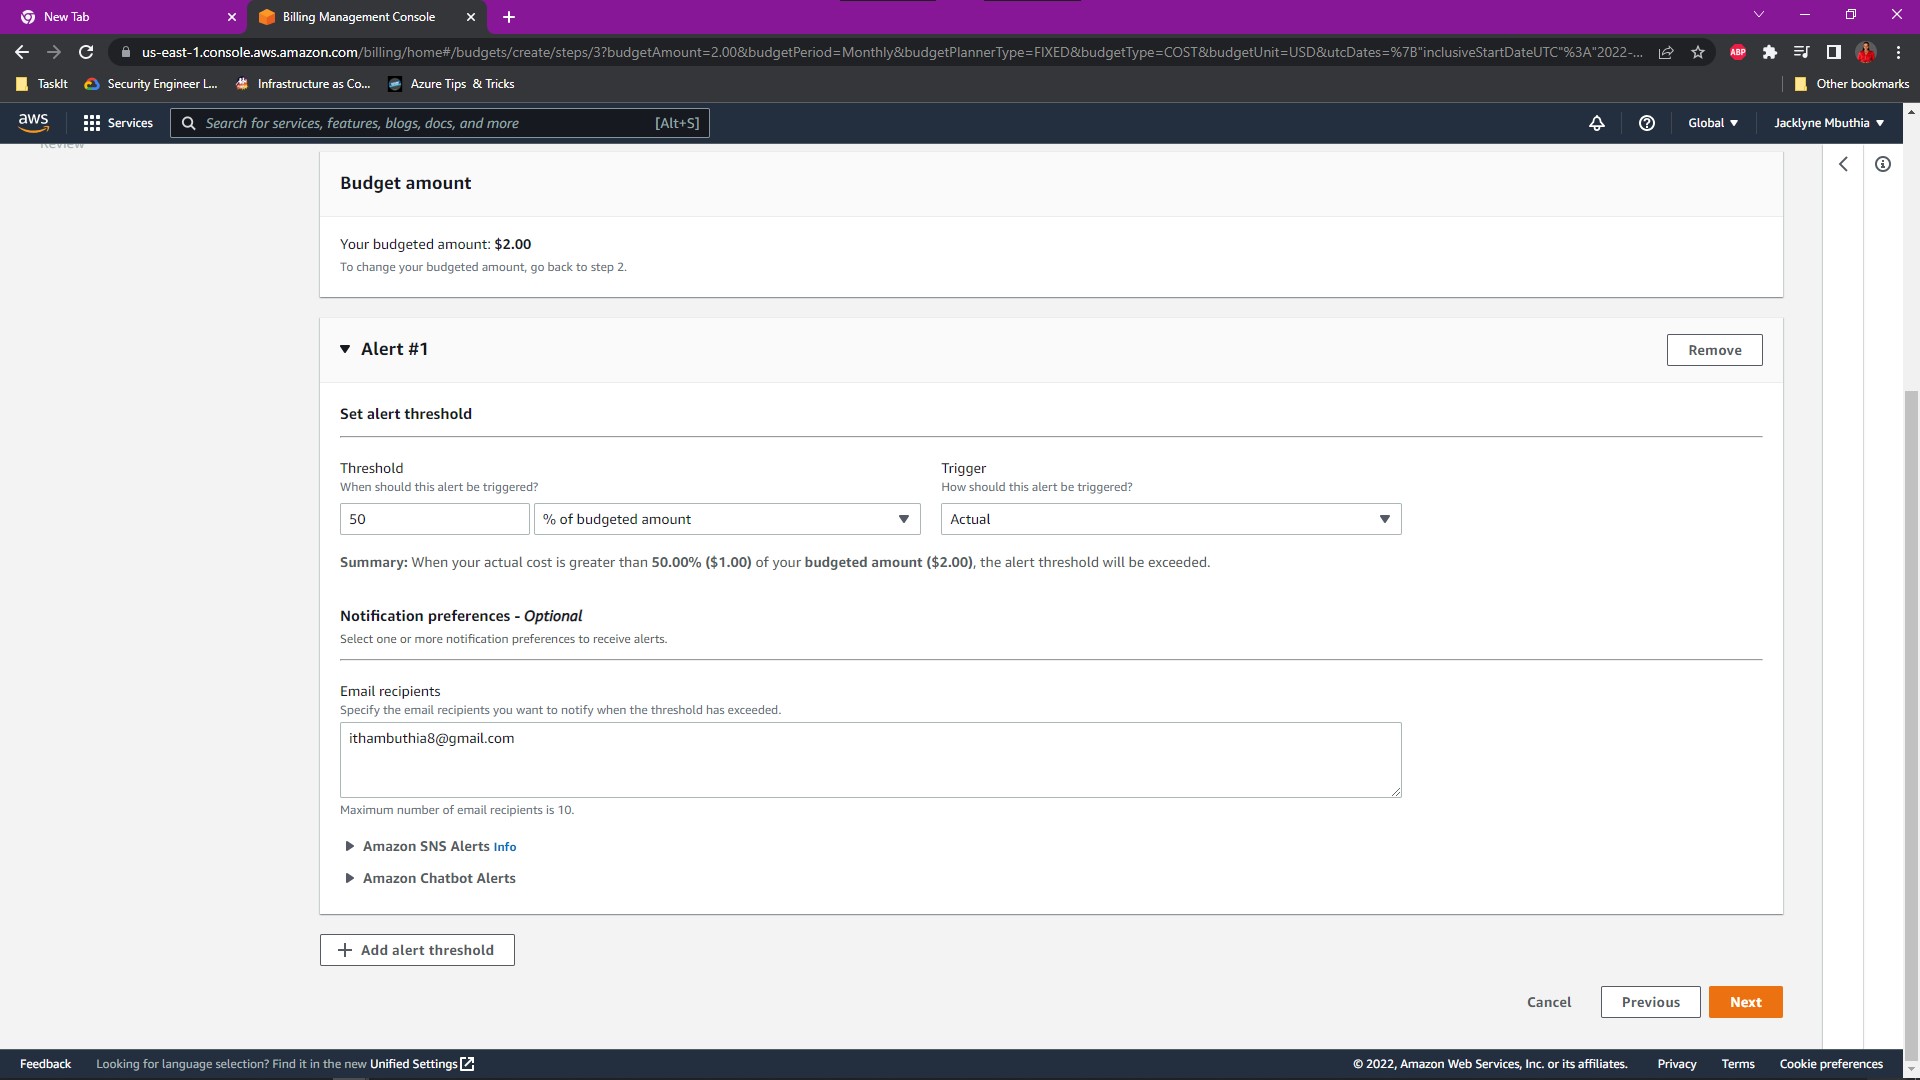 New Tab
Billing Management Console
us-east-1.console.aws.amazon.com/billing/home#/budgets/create/steps/3?budgetAmount=2.00&budgetPeriod=Monthly&budgetPlannerType=FIXED&budgetType=COST&budgetUnit=USD&utcDates=%7B"inclusiveStartDateUTC"%3A"2022-...
ABP
TaskIt
Security Engineer L...
Infrastructure as Co...
Azure Tips & Tricks
Other bookmarks
aws
Services
Search for services, features, blogs, docs, and more
[Alt+S]
Global
Jacklyne Mbuthia
Review
Budget amount
Your budgeted amount: $2.00
To change your budgeted amount, go back to step 2.
Alert #1
Remove
Set alert threshold
Threshold
When should this alert be triggered?
50
% of budgeted amount
Trigger
How should this alert be triggered?
Actual
Summary: When your actual cost is greater than 50.00% ($1.00) of your budgeted amount ($2.00), the alert threshold will be exceeded.
Notification preferences - Optional
Select one or more notification preferences to receive alerts.
Email recipients
Specify the email recipients you want to notify when the threshold has exceeded.
ithambuthia8@gmail.com
Maximum number of email recipients is 10.
Amazon SNS Alerts Info
Amazon Chatbot Alerts
Add alert threshold
Cancel
Previous
Next
Feedback
Looking for language selection? Find it in the new Unified Settings
© 2022, Amazon Web Services, Inc. or its affiliates.
Privacy
Terms
Cookie preferences